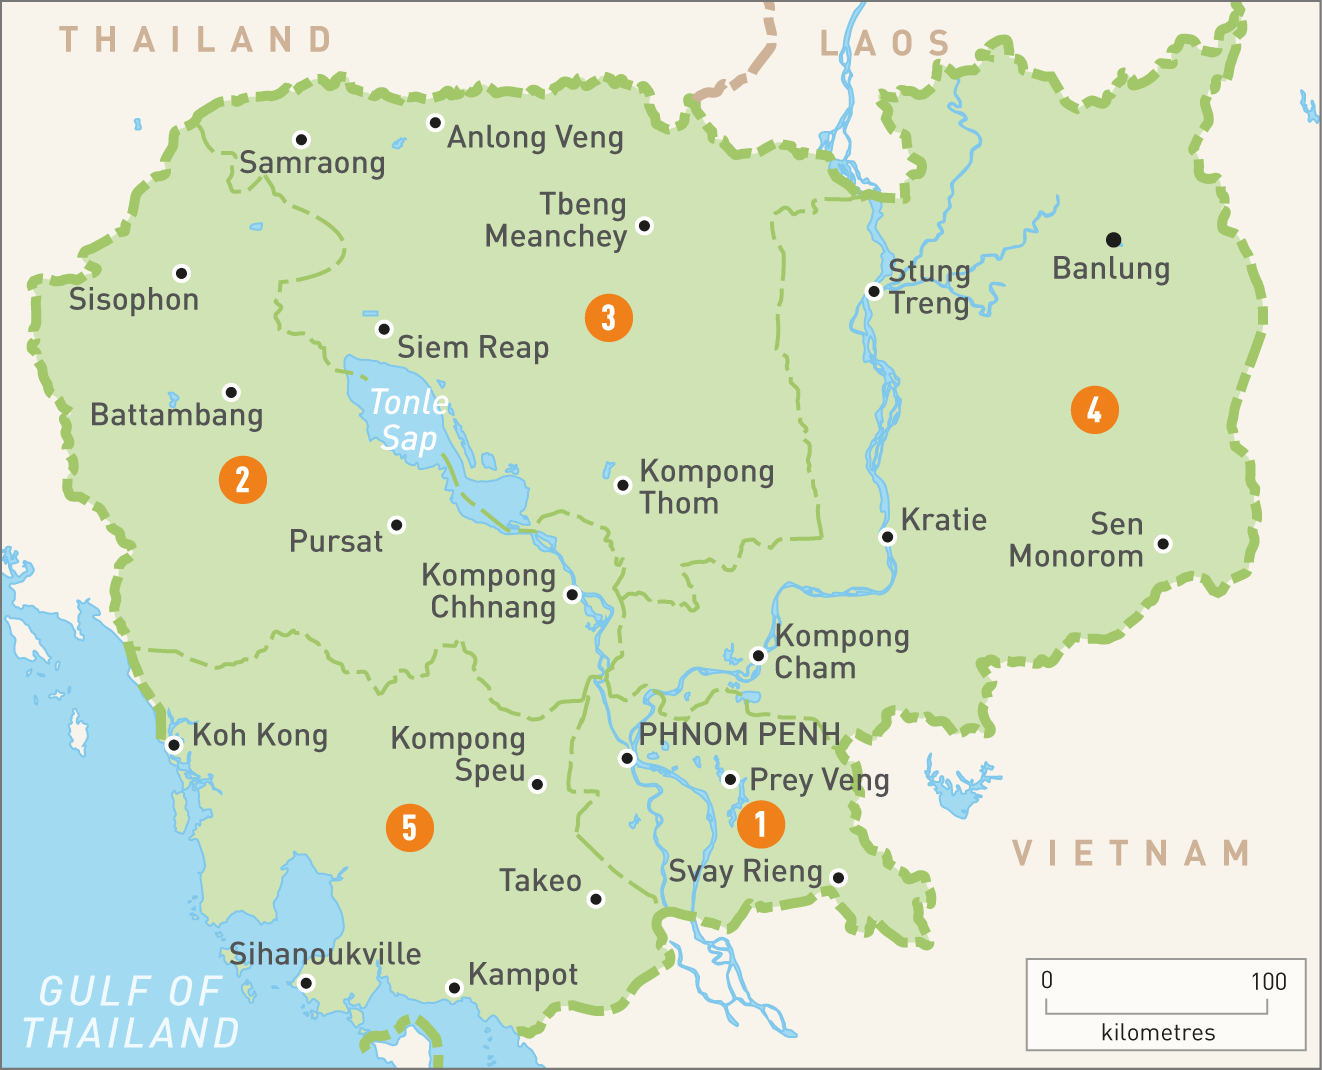 THAILAND
LAOS
Anlong Veng
Samraong
Tbeng
Meanchey
Banlung
Stung
Treng
Sisophon
3
Siem Reap
Tonle
Sap
Battambang
4
2
Kompong
Thom
Kratie
Sen
Monorom
Pursat
Kompong
Chhnang
Kompong
Cham
Koh Kong
Kompong
Speu
PHNOM PENH
Prey Veng
5
1
VIETNAM
Svay Rieng
Takeo
Sihanoukville
Kampot
GULF OF
THAILAND
0 100
kilometres